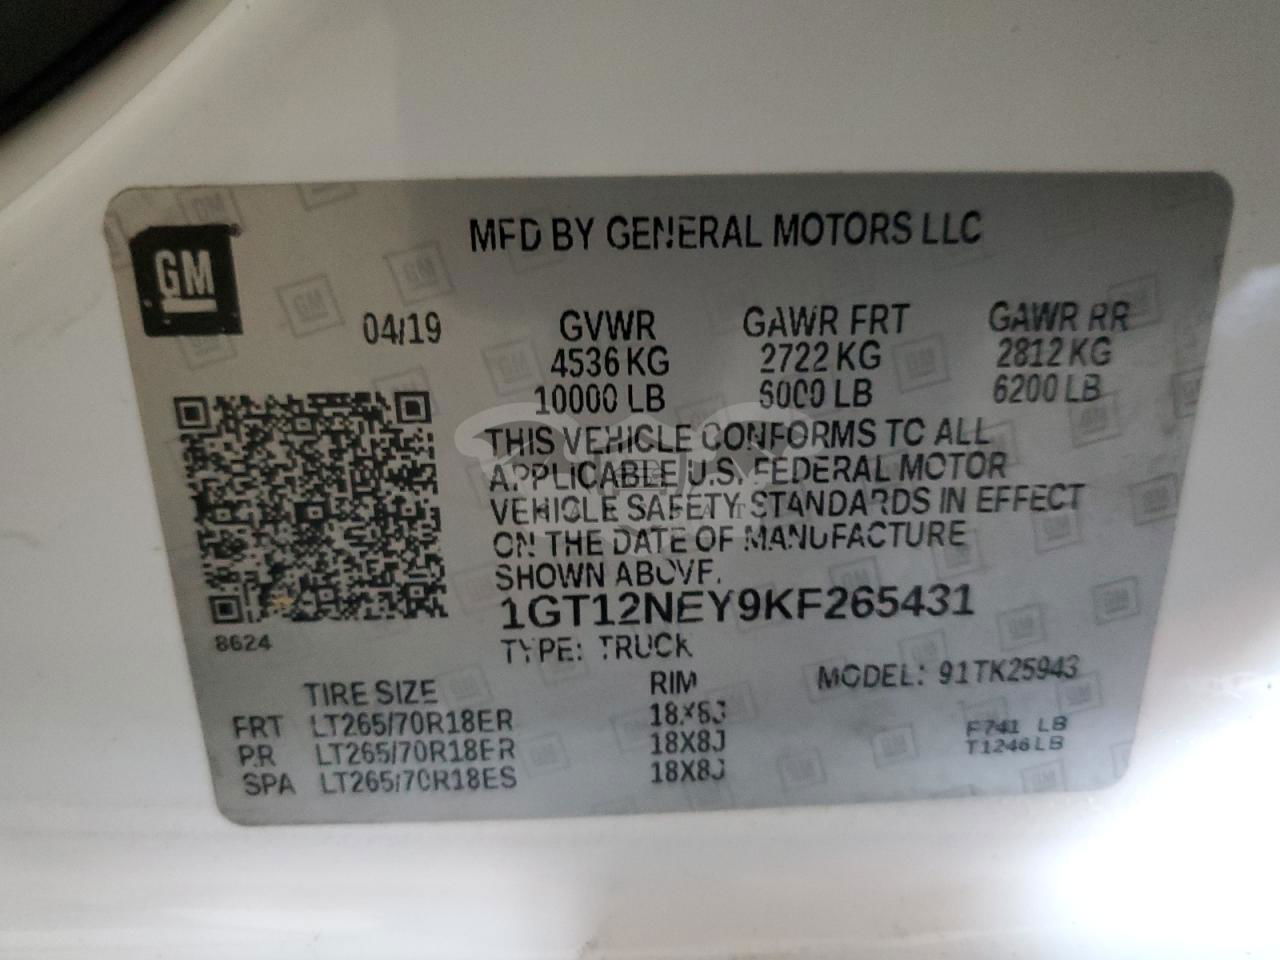 GM
MFD BY GENERAL MOTORS LLC
04/19 GVWR GAWR FRT GAWR RR
4536 KG 2722 KG 2812 KG
10000 LB 6000 LB 6200 LB
THIS VEHICLE CONFORMS TO ALL
APPLICABLE U.S. FEDERAL MOTOR
VEHICLE SAFETY STANDARDS IN EFFECT
ON THE DATE OF MANUFACTURE
SHOWN ABOVE.
1GT12NEY9KF265431
8624
TYPE: TRUCK
TIRE SIZE RIM MODEL: 91TK25943
FRT LT265/70R18ER 18X8J
RR LT265/70R18ER 18X8J
SPA LT265/70R18ES 18X8J
F741 LB
T1246LB